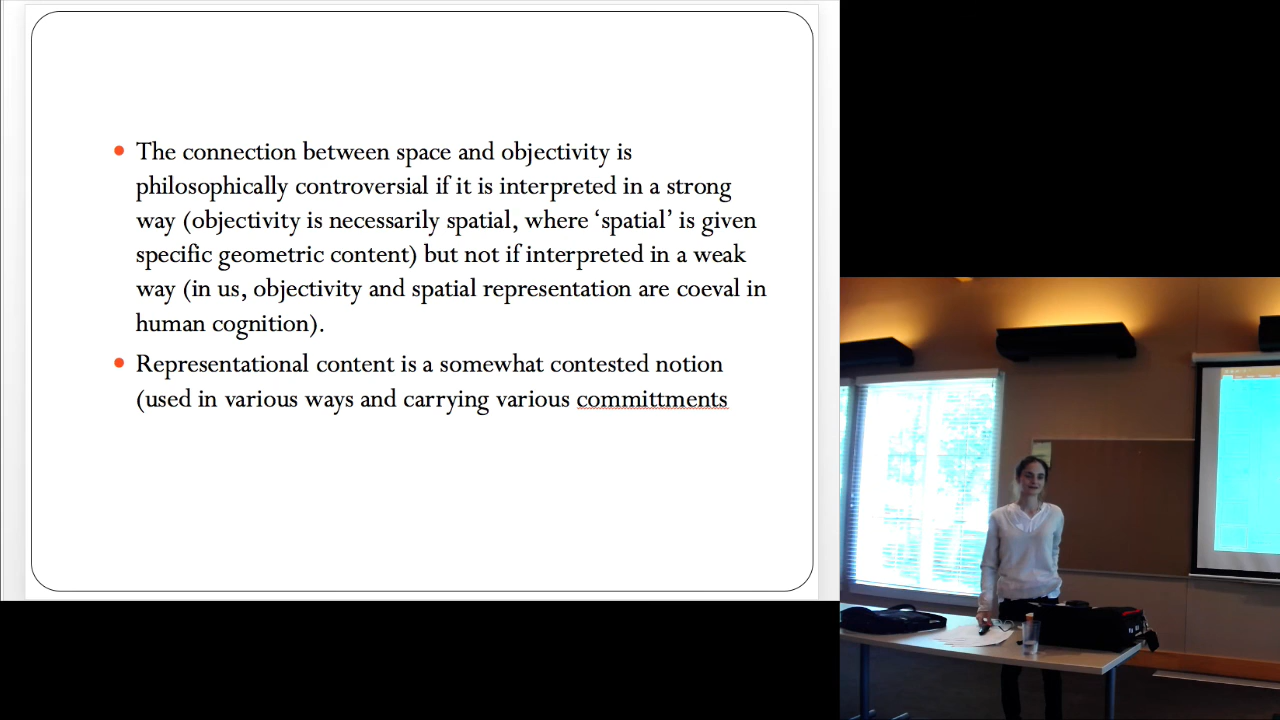 The connection between space and objectivity is
philosophically controversial if it is interpreted in a strong
way (objectivity is necessarily spatial, where ‘spatial’ is given
specific geometric content) but not if interpreted in a weak
way (in us, objectivity and spatial representation are coeval in
human cognition).
Representational content is a somewhat contested notion
(used in various ways and carrying various committments